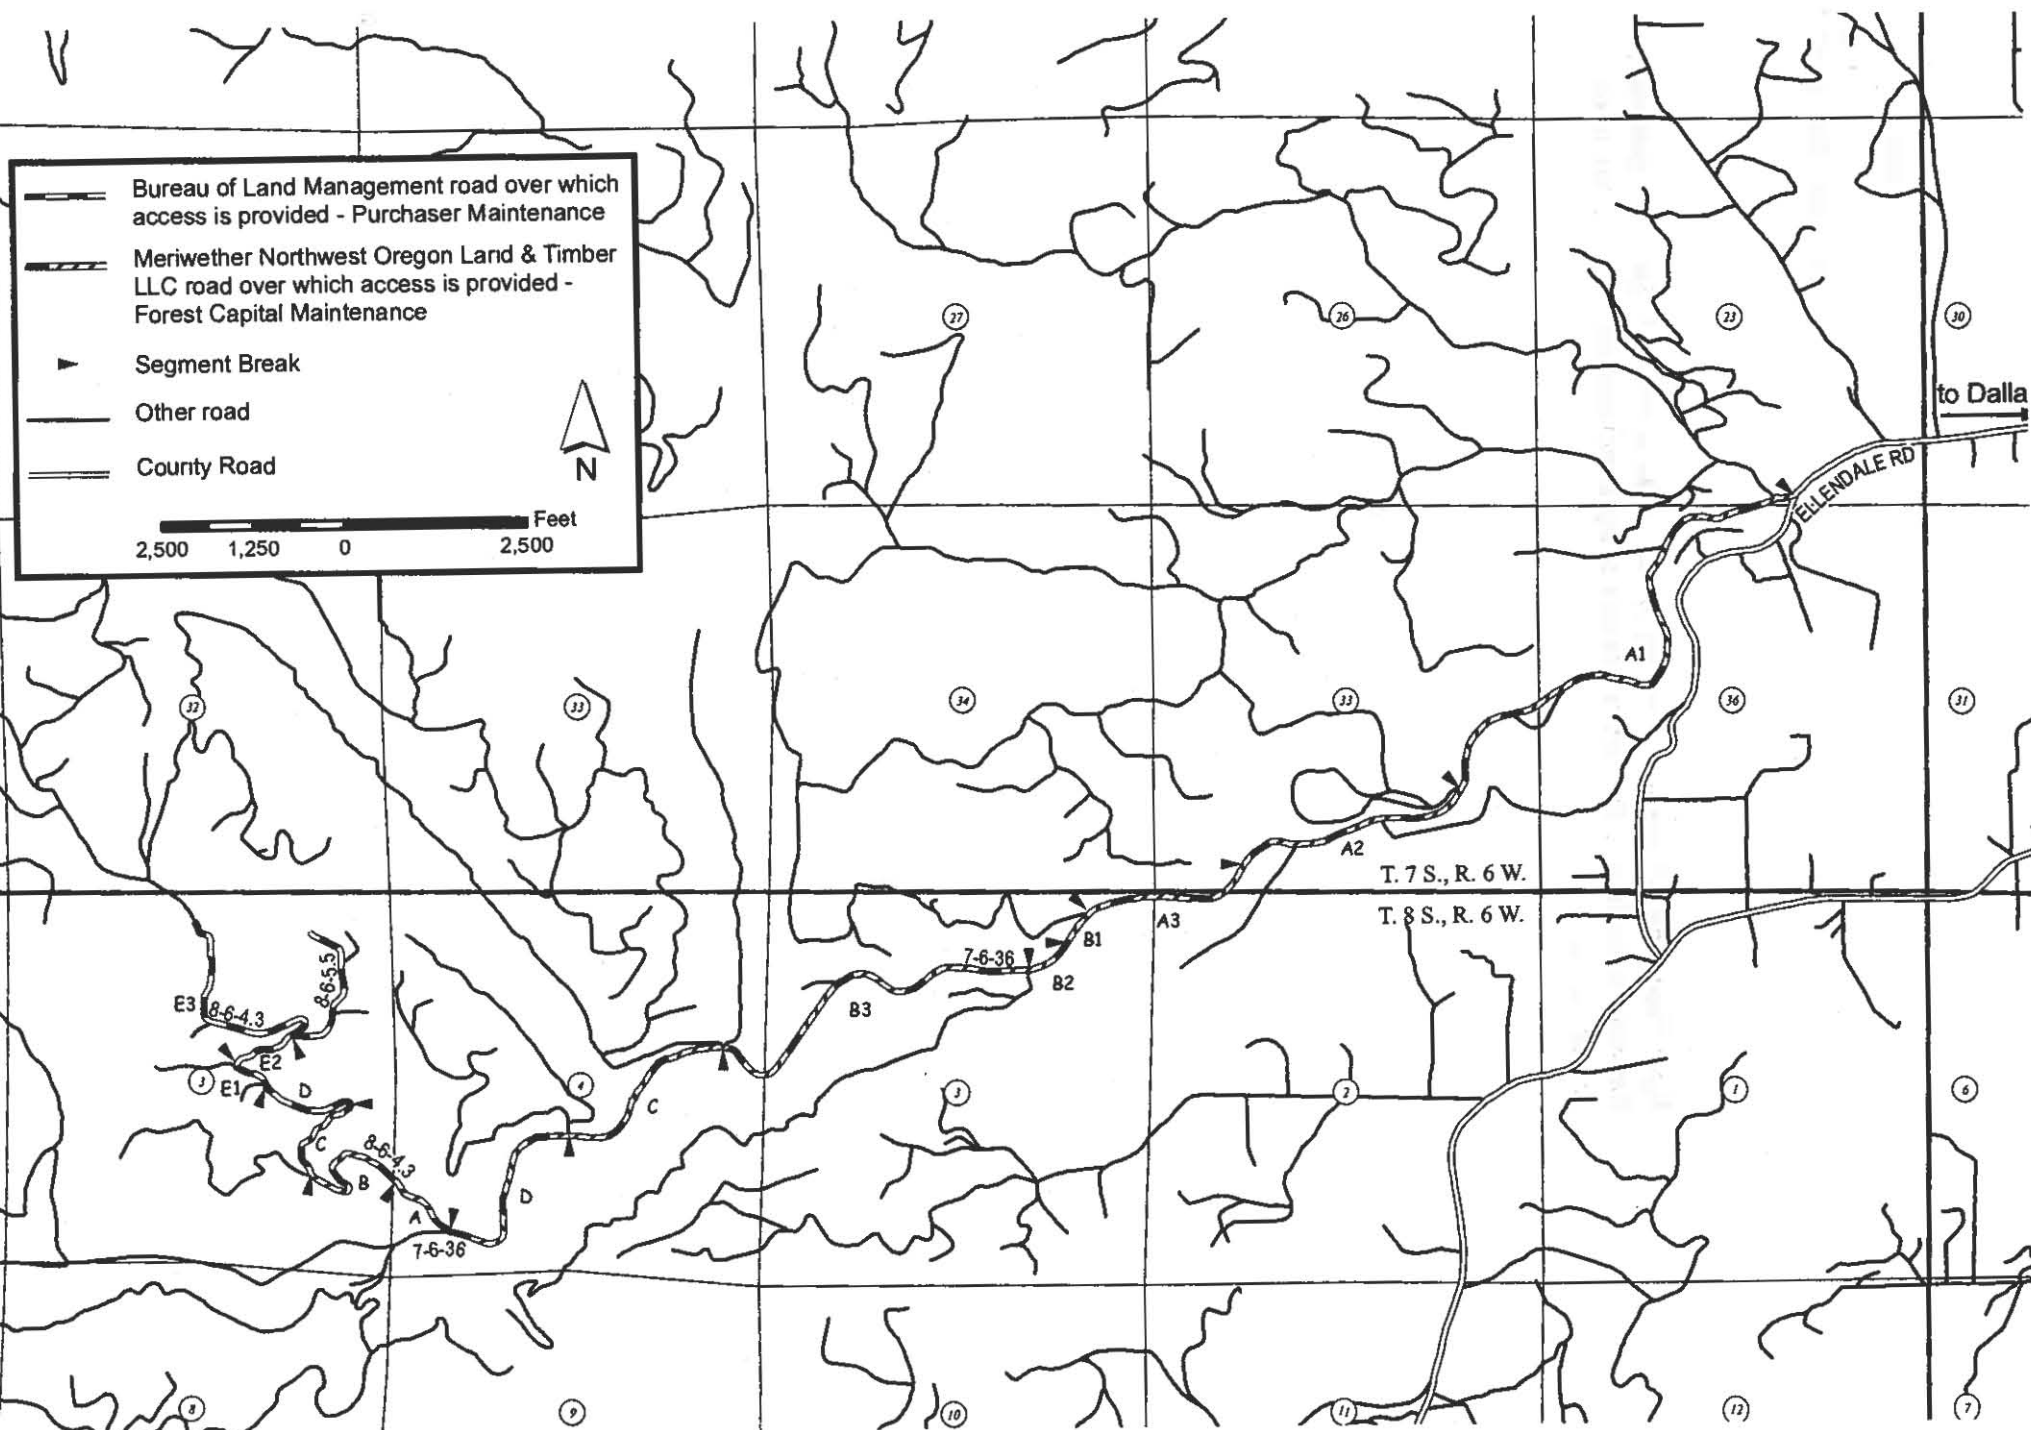 Bureau of Land Management road over which
access is provided - Purchaser Maintenance
Meriwether Northwest Oregon Land & Timber
LLC road over which access is provided -
Forest Capital Maintenance
Segment Break
Other road
County Road
N
Feet
2,500 1,250 0 2,500
27
26
23
30
to Dalla
ELLENDALE RD
A1
32
33
34
33
36
31
A2
T. 7 S., R. 6 W.
T. 8 S., R. 6 W.
A3
B1
7-6-36
B2
B3
8-6-5.5
E3
8-6-4.3
E2
3
E1
D
4
C
3
2
1
6
C
8-6-4.3
B
D
A
7-6-36
8
9
10
11
12
7